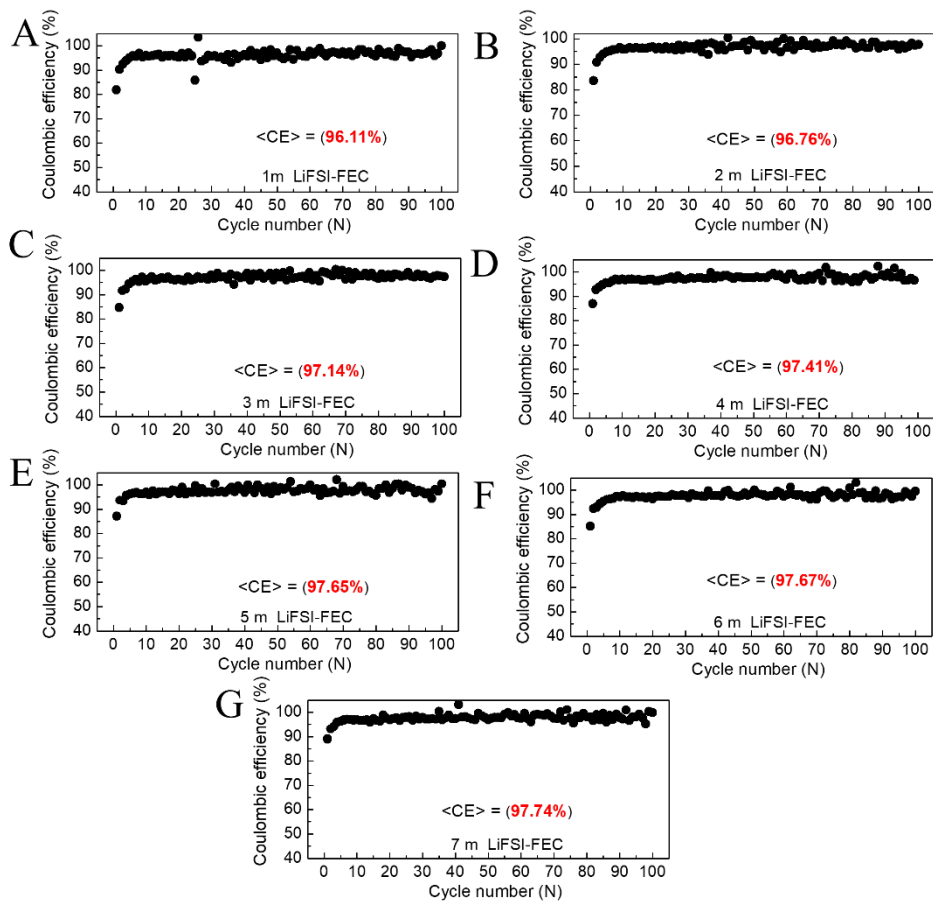 A
Coulombic efficiency (%)
100
90
80
70
60
50
40
<CE> = (96.11%)
1m LiFSI-FEC
0 10 20 30 40 50 60 70 80 90 100
Cycle number (N)
B
Coulombic efficiency (%)
100
90
80
70
60
50
40
<CE> = (96.76%)
2 m LiFSI-FEC
0 10 20 30 40 50 60 70 80 90 100
Cycle number (N)
C
Coulombic efficiency (%)
100
90
80
70
60
50
40
<CE> = (97.14%)
3 m LiFSI-FEC
0 10 20 30 40 50 60 70 80 90 100
Cycle number (N)
D
Coulombic efficiency (%)
100
90
80
70
60
50
40
<CE> = (97.41%)
4 m LiFSI-FEC
0 10 20 30 40 50 60 70 80 90 100
Cycle number (N)
E
Coulombic efficiency (%)
100
90
80
70
60
50
40
<CE> = (97.65%)
5 m LiFSI-FEC
0 10 20 30 40 50 60 70 80 90 100
Cycle number (N)
F
Coulombic efficiency (%)
100
90
80
70
60
50
40
<CE> = (97.67%)
6 m LiFSI-FEC
0 10 20 30 40 50 60 70 80 90 100
Cycle number (N)
G
Coulombic efficiency (%)
100
90
80
70
60
50
40
<CE> = (97.74%)
7 m LiFSI-FEC
0 10 20 30 40 50 60 70 80 90 100
Cycle number (N)